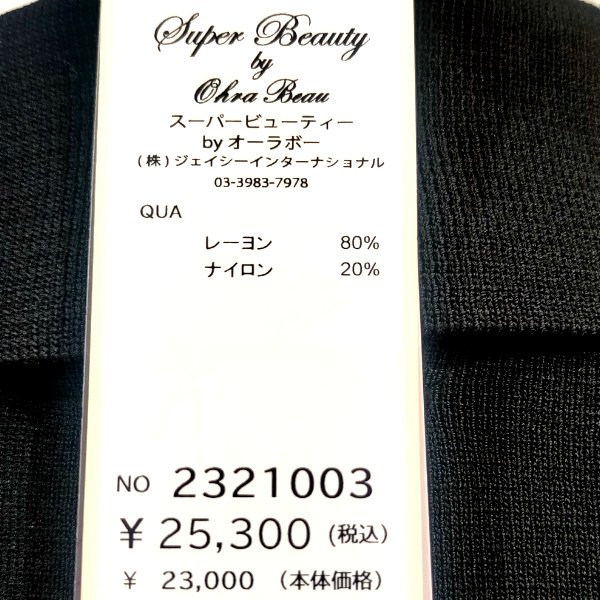 Super Beauty
by
Ohra Beau
スーパービューティー
by オーラボー
(株)ジェイシーインターナショナル
03-3983-7978
QUA
レーヨン 80%
ナイロン 20%
NO 2321003
¥ 25,300 (税込)
¥ 23,000 (本体価格)